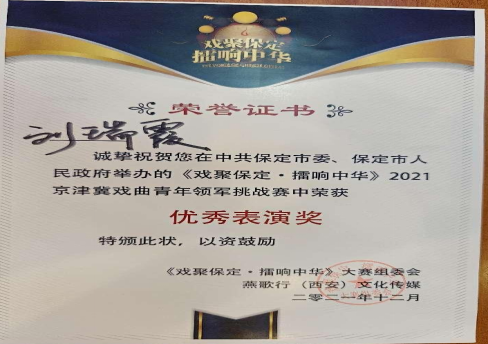 戏聚保定
擂响中华
荣誉证书
刘瑞霞
诚挚祝贺您在中共保定市委、保定市人
民政府举办的《戏聚保定·擂响中华》2021
京津冀戏曲青年领军挑战赛中荣获
优秀表演奖
特颁此状，以资鼓励
《戏聚保定·擂响中华》大赛组委会
燕歌行（西安）文化传媒
二零二一年十二月